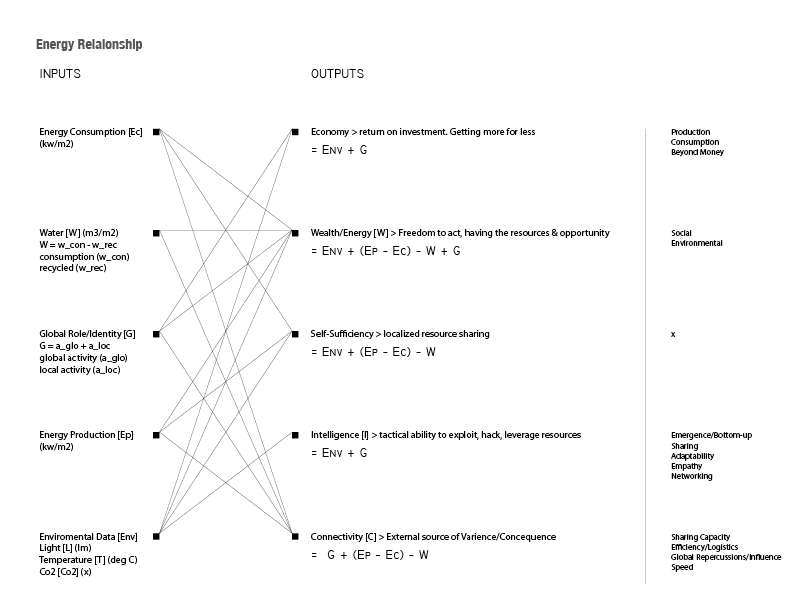 Energy Relaionship
INPUTS
OUTPUTS
Energy Consumption [Ec]
(kw/m2)
Economy > return on investment. Getting more for less
= ENV + G
Production
Consumption
Beyond Money
Water [W] (m3/m2)
W = w_con - w_rec
consumption (w_con)
recycled (w_rec)
Wealth/Energy [W] > Freedom to act, having the resources & opportunity
= ENV + (EP - EC) - W + G
Social
Environmental
Global Role/Identity [G]
G = a_glo + a_loc
global activity (a_glo)
local activity (a_loc)
Self-Sufficiency > localized resource sharing
= ENV + (EP - EC) - W
x
Energy Production [Ep]
(kw/m2)
Intelligence [I] > tactical ability to exploit, hack, leverage resources
= ENV + G
Emergence/Bottom-up
Sharing
Adaptability
Empathy
Networking
Enviromental Data [Env]
Light [L] (lm)
Temperature [T] (deg C)
Co2 [Co2] (x)
Connectivity [C] > External source of Varience/Concequence
= G + (EP - EC) - W
Sharing Capacity
Efficiency/Logistics
Global Repercussions/Influence
Speed